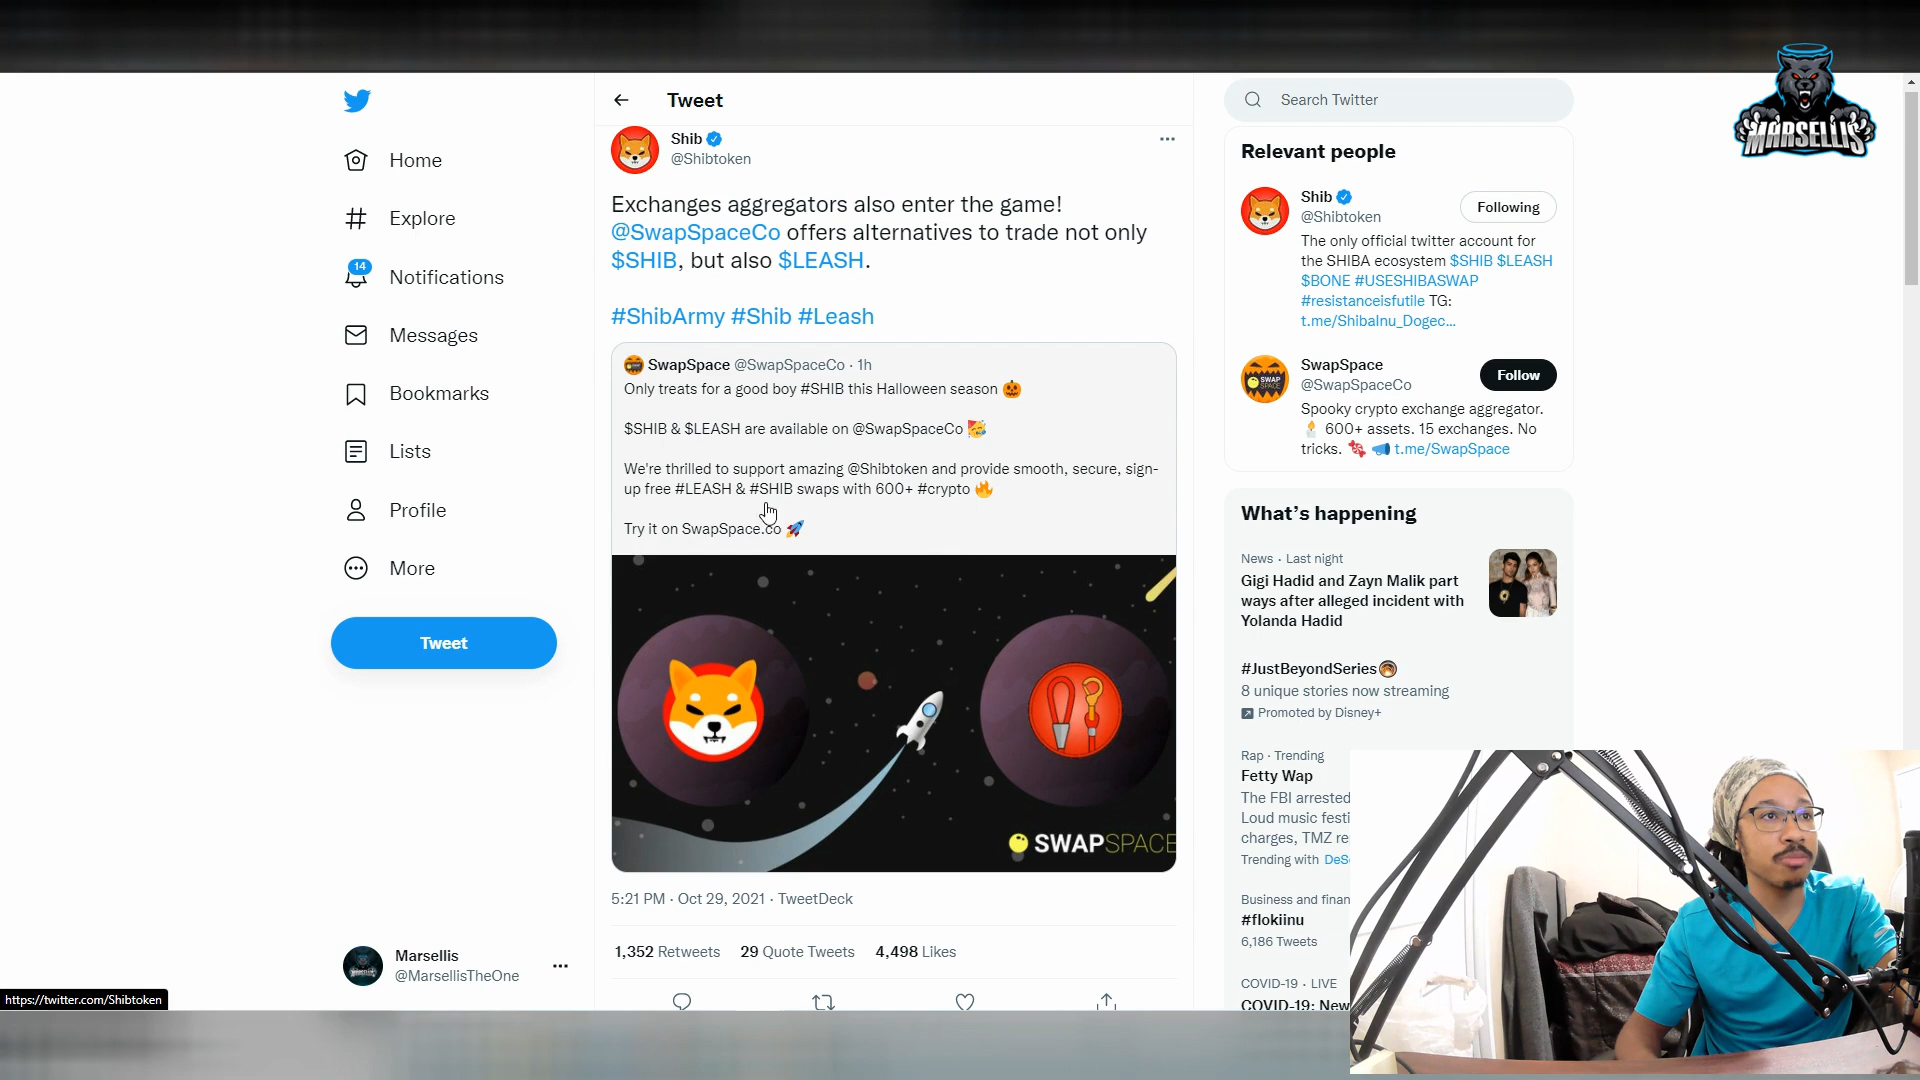 Home
Explore
14
Notifications
Messages
Bookmarks
Lists
Profile
More
Tweet
Marsellis
@MarsellisTheOne
https://twitter.com/Shibtoken
Tweet
Shib
@Shibtoken
Exchanges aggregators also enter the game!
@SwapSpaceCo offers alternatives to trade not only
$SHIB, but also $LEASH.
#ShibArmy #Shib #Leash
SwapSpace @SwapSpaceCo · 1h
Only treats for a good boy #SHIB this Halloween season 🎃
$SHIB & $LEASH are available on @SwapSpaceCo 🥳
We're thrilled to support amazing @Shibtoken and provide smooth, secure, sign-
up free #LEASH & #SHIB swaps with 600+ #crypto 🔥
Try it on SwapSpace.co 🚀
SWAPSPACE
5:21 PM · Oct 29, 2021 · TweetDeck
1,352 Retweets 29 Quote Tweets 4,498 Likes
Search Twitter
MARSELLIS
Relevant people
Shib
@Shibtoken
Following
The only official twitter account for
the SHIBA ecosystem $SHIB $LEASH
$BONE #USESHIBASWAP
#resistanceisfutile TG:
t.me/ShibaInu_Dogec…
SwapSpace
@SwapSpaceCo
Follow
SWAP
SPACE
Spooky crypto exchange aggregator.
🕯️ 600+ assets. 15 exchanges. No
tricks. 🍬 📣 t.me/SwapSpace
What's happening
News · Last night
Gigi Hadid and Zayn Malik part
ways after alleged incident with
Yolanda Hadid
#JustBeyondSeries
8 unique stories now streaming
Promoted by Disney+
Rap · Trending
Fetty Wap
The FBI arrested
Loud music festi
charges, TMZ re
Trending with DeS
Business and finan
#flokiinu
6,186 Tweets
COVID-19 · LIVE
COVID-19: New